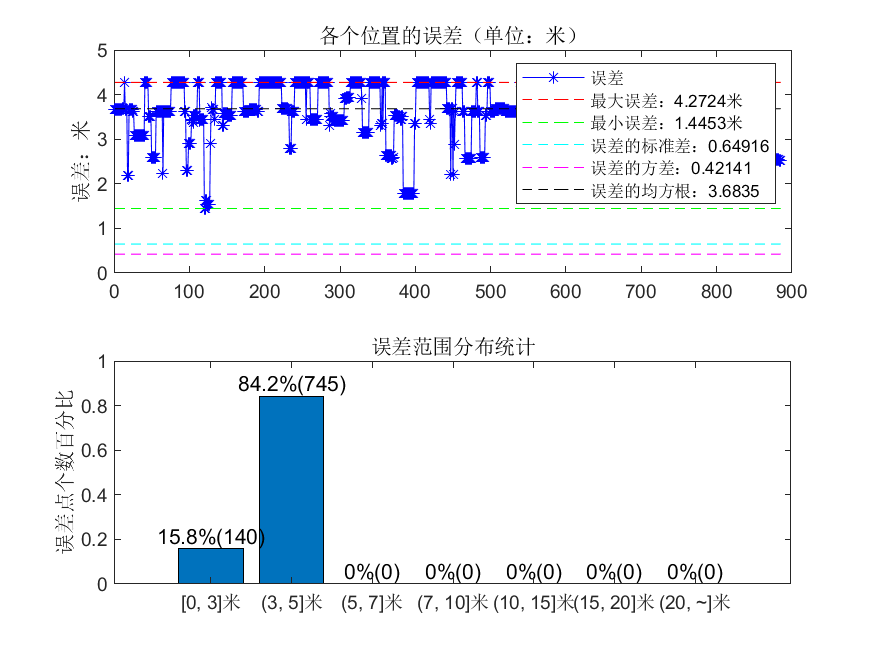 各个位置的误差（单位：米）
误差：米
5
4
3
2
1
0
0 100 200 300 400 500 600 700 800 900
误差
最大误差：4.2724米
最小误差：1.4453米
误差的标准差：0.64916
误差的方差：0.42141
误差的均方根：3.6835
误差范围分布统计
误差点个数百分比
1
0.8
0.6
0.4
0.2
0
84.2%(745)
15.8%(140)
0%(0) 0%(0) 0%(0) 0%(0) 0%(0)
[0, 3]米 (3, 5]米 (5, 7]米 (7, 10]米 (10, 15]米 (15, 20]米 (20, ~]米